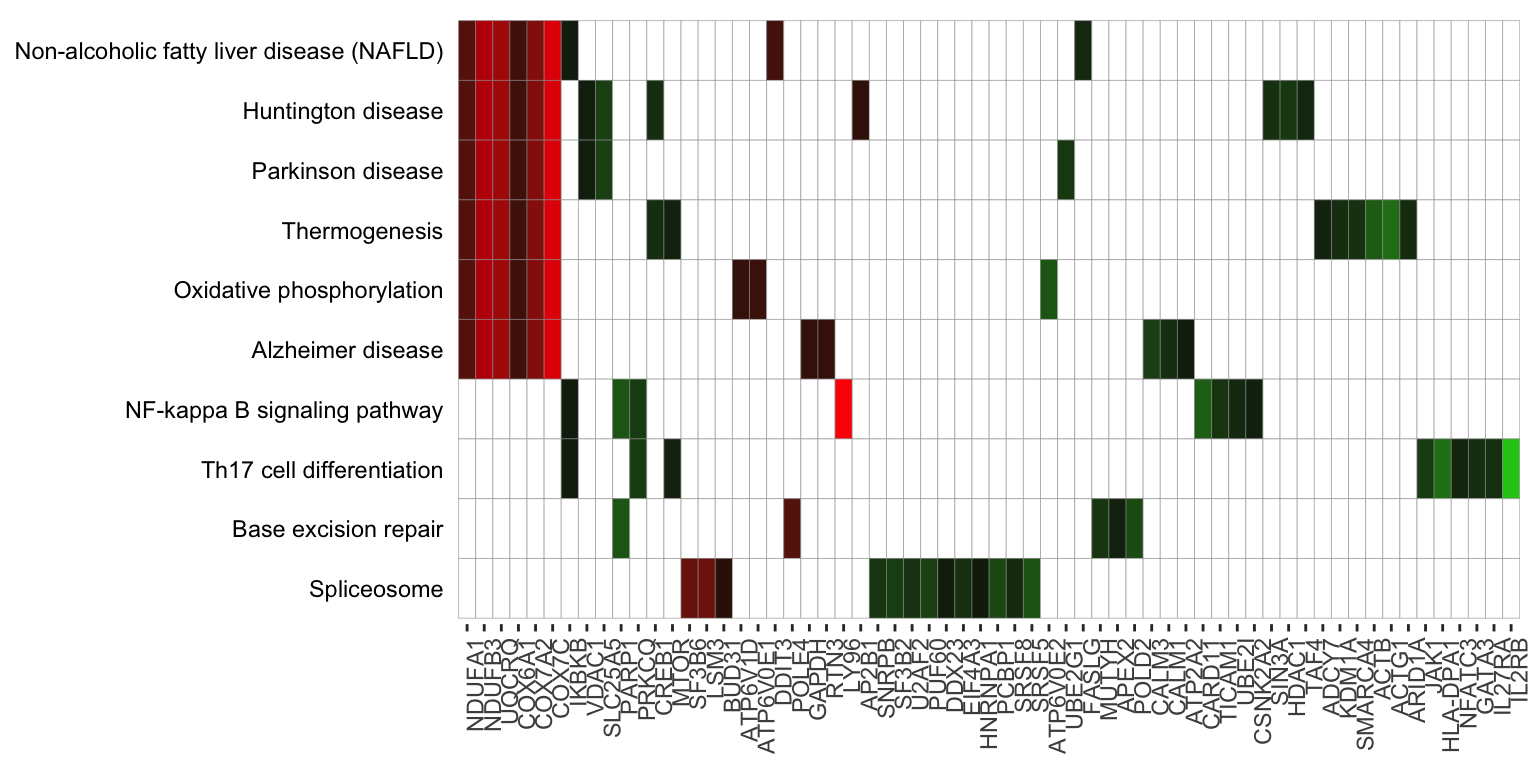 Non-alcoholic fatty liver disease (NAFLD)
Huntington disease
Parkinson disease
Thermogenesis
Oxidative phosphorylation
Alzheimer disease
NF-kappa B signaling pathway
Th17 cell differentiation
Base excision repair
Spliceosome
NDUFA1
NDUFB3
UQCRQ
COX6A1
COX7A2
COX7C
IKBKB
VDAC1
SLC25A5
PARP1
PRKCQ
CREB1
MTOR
SF3B6
LSM3
BUD31
ATP6V1D
ATP6V0E1
DDIT3
POLE4
GAPDH
RTN3
LY96
AP2B1
SNRPB
SF3B2
U2AF2
PUF60
DDX23
EIF4A3
HNRNPA1
PCBP1
SRSF8
SRSF5
ATP6V0E2
UBE2G1
FASLG
MUTYH
APEX2
POLD2
CALM3
CALM1
ATP2A2
CARD11
TICAM1
UBE2I
CSNK2A2
SIN3A
HDAC1
TAF4
ADCY7
KDM1A
SMARCA4
ACTB
ACTG1
ARID1A
JAK1
HLA-DPA1
NFATC3
GATA3
IL27RA
IL2RB